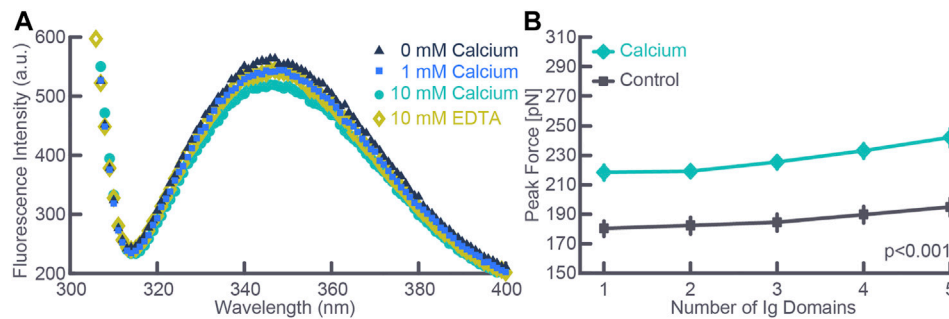 A
Fluorescence Intensity (a.u.)
600
500
400
300
200
300
320
340
360
380
400
Wavelength (nm)
0 mM Calcium
1 mM Calcium
10 mM Calcium
10 mM EDTA
B
Peak Force [pN]
310
290
270
250
230
210
190
170
150
1
2
3
4
5
Number of Ig Domains
Calcium
Control
p<0.001